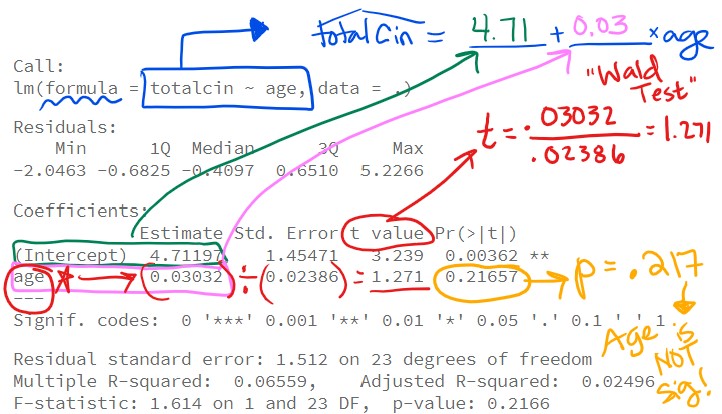 totalcin = 4.71 + 0.03 × age
Call:
lm(formula = totalcin ~ age, data = .)
"Wald Test"
t = .03032 / .02386 = 1.271
Residuals:
Min 1Q Median 3Q Max
-2.0463 -0.6825 -0.4097 0.6510 5.2266
Coefficients:
Estimate Std. Error t value Pr(>|t|)
(Intercept) 4.71197 1.45471 3.239 0.00362 **
age * (0.03032) ÷ (0.02386) = 1.271 0.21657
p = .217
---
Signif. codes: 0 '***' 0.001 '**' 0.01 '*' 0.05 '.' 0.1 ' ' 1
Age is NOT sig!
Residual standard error: 1.512 on 23 degrees of freedom
Multiple R-squared: 0.06559, Adjusted R-squared: 0.02496
F-statistic: 1.614 on 1 and 23 DF, p-value: 0.2166